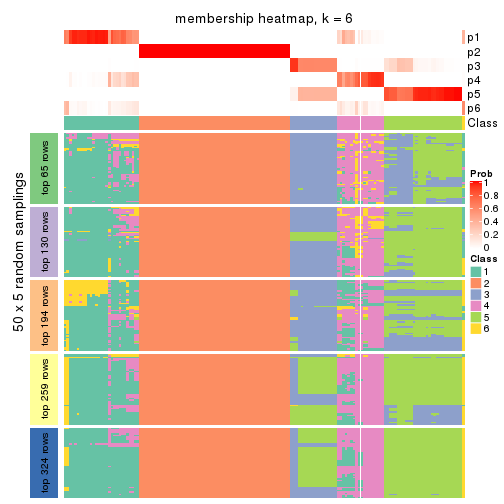 membership heatmap, k = 6
p1
p2
p3
p4
p5
p6
Class
50 x 5 random samplings
top 65 rows
top 130 rows
top 194 rows
top 259 rows
top 324 rows
Prob
1
0.8
0.6
0.4
0.2
0
Class
1
2
3
4
5
6